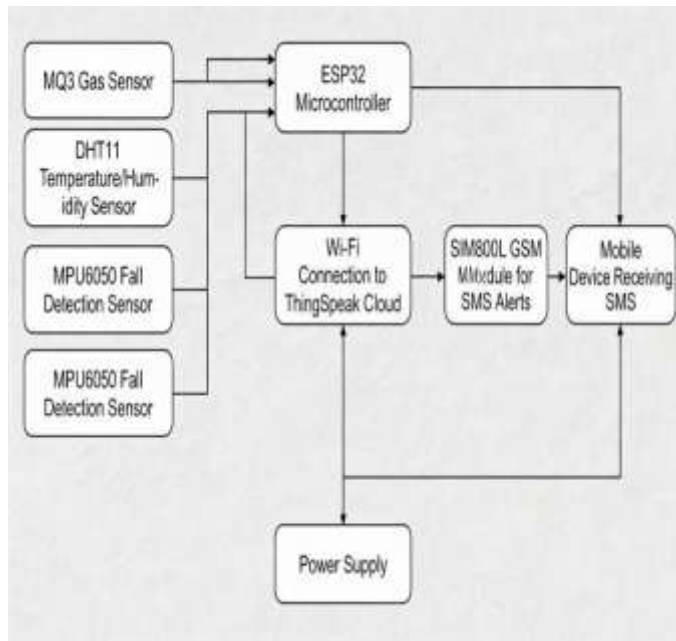 MQ3 Gas Sensor
ESP32
Microcontroller
DHT11
Temperature/Hum-
idity Sensor
MPU6050 Fall
Detection Sensor
MPU6050 Fall
Detection Sensor
Wi-Fi
Connection to
ThingSpeak Cloud
SIM800L GSM
for
SMS Alerts
Mobile
Device Receiving
SMS
Power Supply